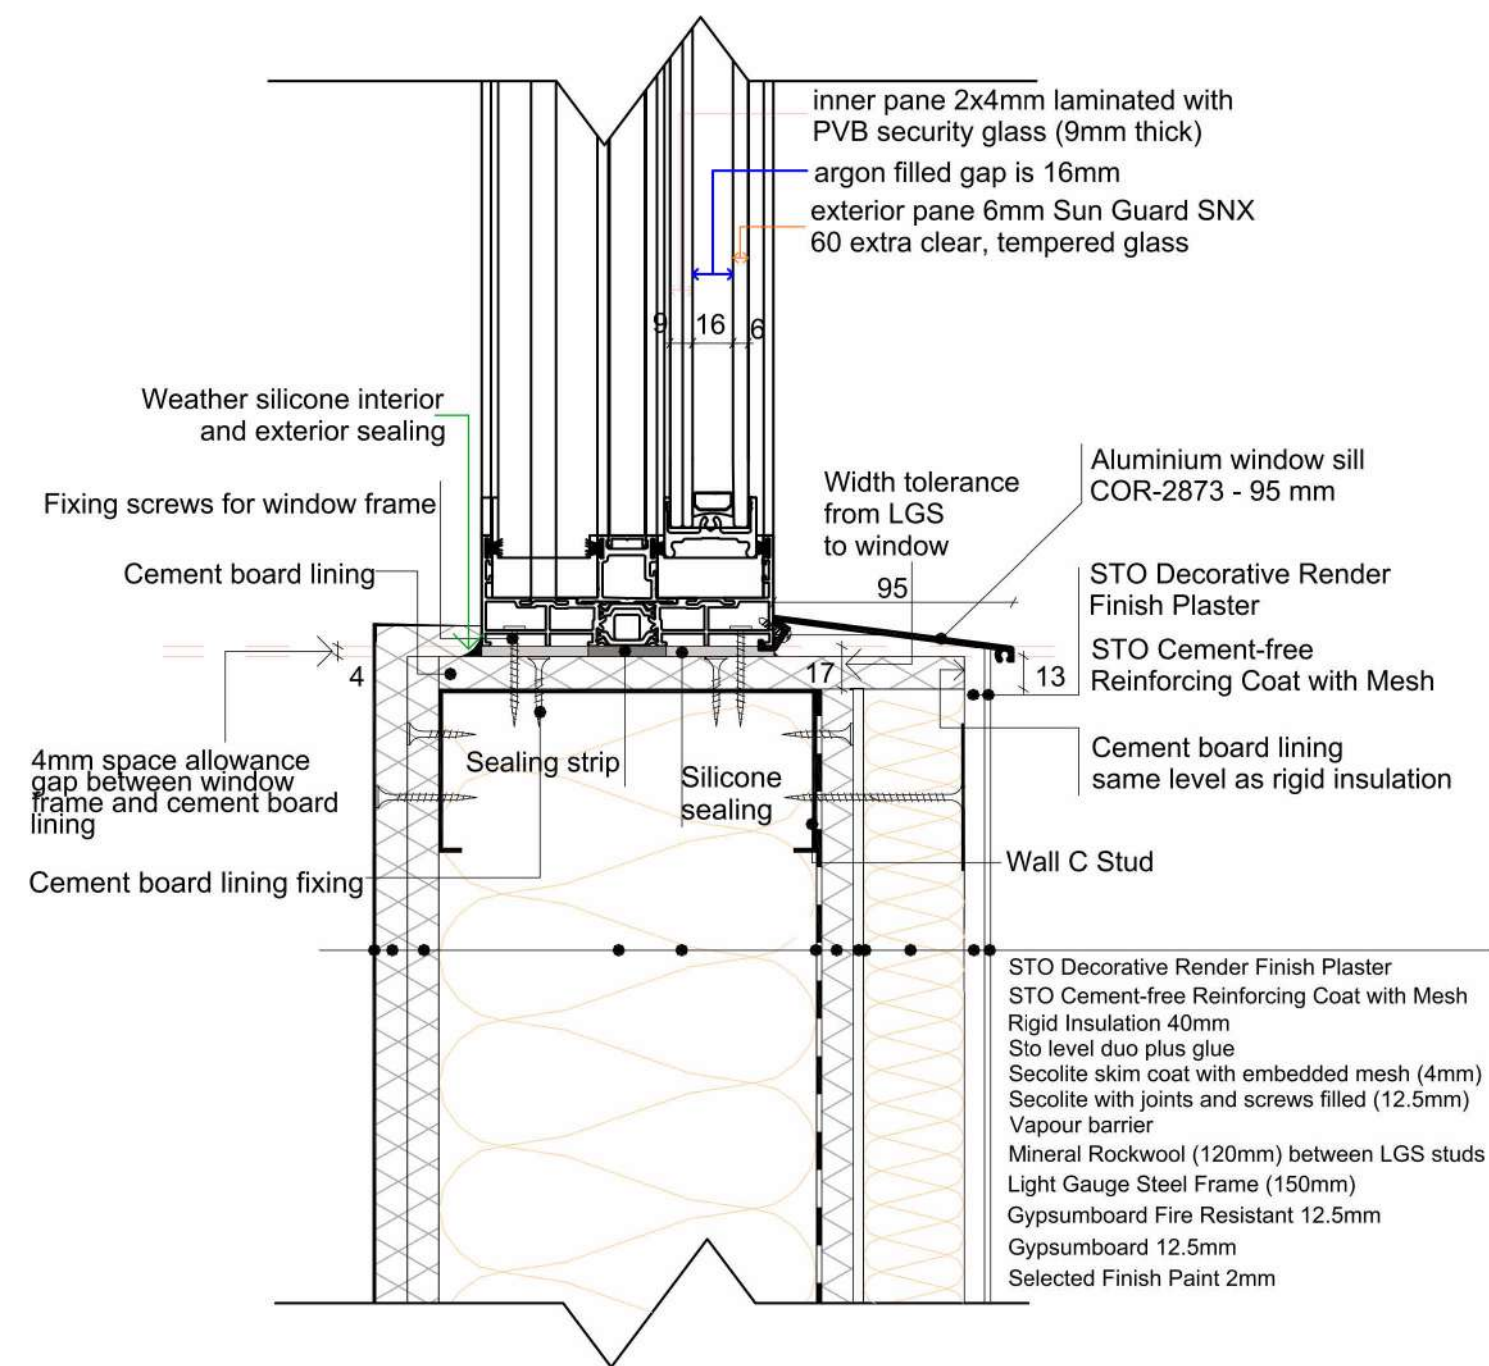 inner pane 2x4mm laminated with
PVB security glass (9mm thick)
argon filled gap is 16mm
exterior pane 6mm Sun Guard SNX
60 extra clear, tempered glass
9 16 6
Weather silicone interior
and exterior sealing
Fixing screws for window frame
Cement board lining
Width tolerance
from LGS
to window
Aluminium window sill
COR-2873 - 95 mm
95
STO Decorative Render
Finish Plaster
STO Cement-free
Reinforcing Coat with Mesh
4
17
13
4mm space allowance
gap between window
frame and cement board
lining
Sealing strip
Silicone
sealing
Cement board lining
same level as rigid insulation
Cement board lining fixing
Wall C Stud
STO Decorative Render Finish Plaster
STO Cement-free Reinforcing Coat with Mesh
Rigid Insulation 40mm
Sto level duo plus glue
Secolite skim coat with embedded mesh (4mm)
Secolite with joints and screws filled (12.5mm)
Vapour barrier
Mineral Rockwool (120mm) between LGS studs
Light Gauge Steel Frame (150mm)
Gypsumboard Fire Resistant 12.5mm
Gypsumboard 12.5mm
Selected Finish Paint 2mm